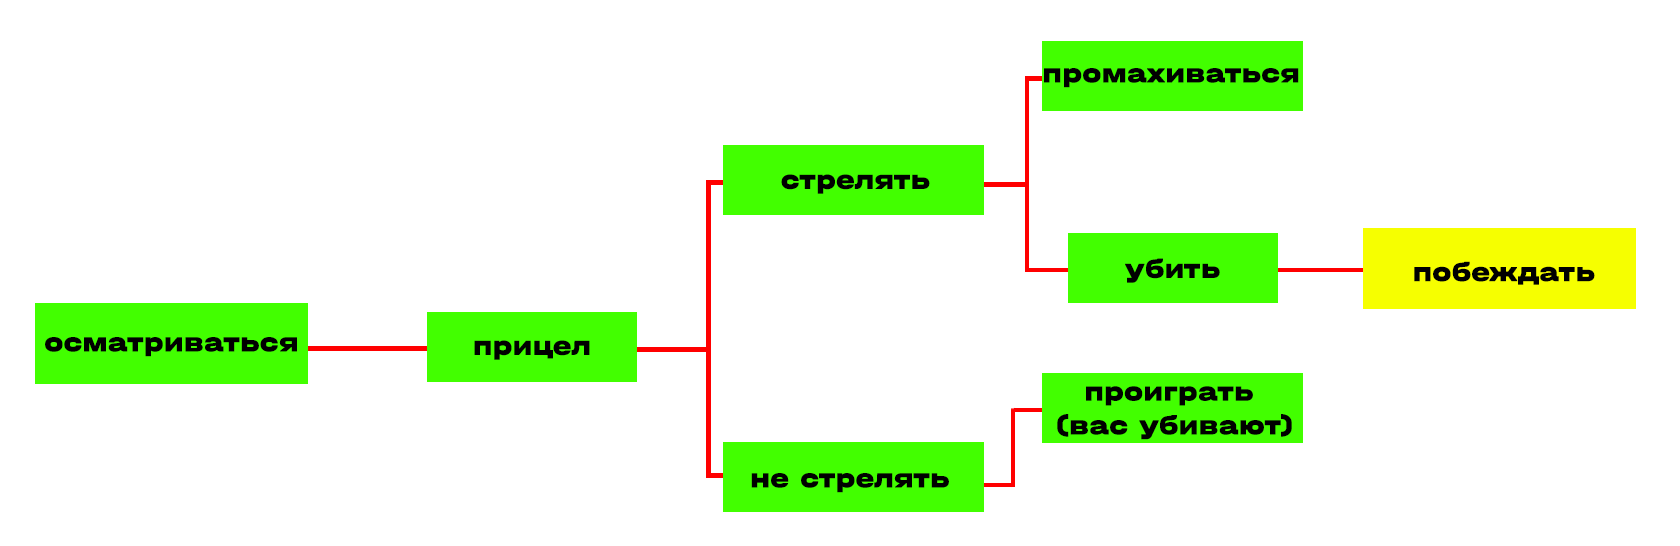 осматриваться
прицел
стрелять
промахиваться
убить
побеждать
не стрелять
проиграть
(вас убивают)